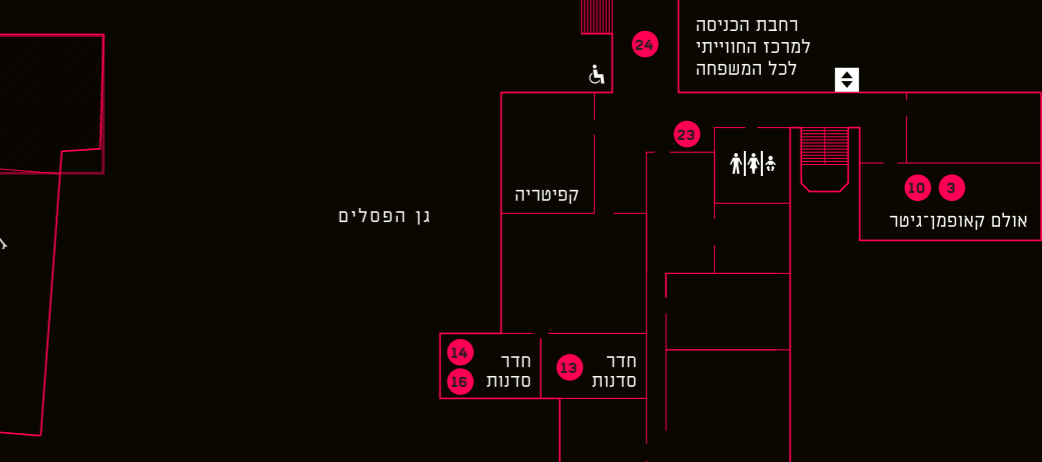 רחבת הכניסה
למרכז החווייתי
לכל המשפחה
24
23
10 3
אולם קאופמן־גיטר
קפיטריה
גן הפסלים
13
חדר
סדנות
14
16
חדר
סדנות